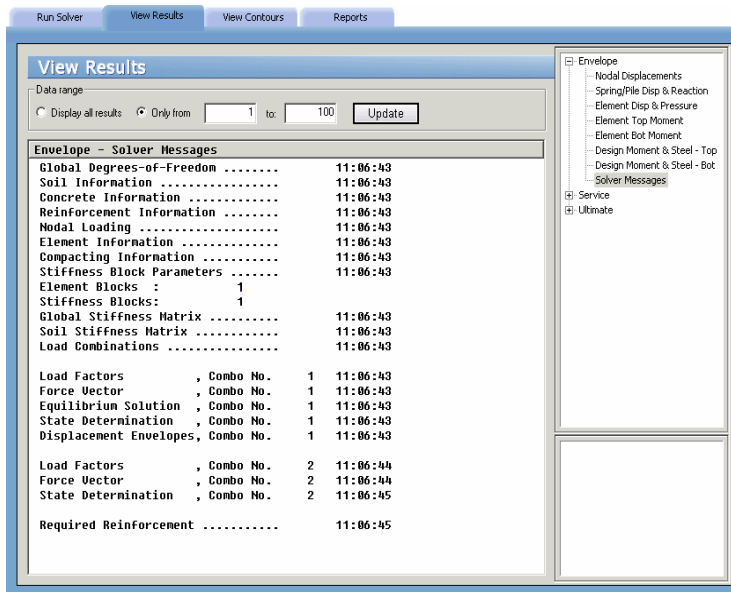 Run Solver
View Results
View Contours
Reports
View Results
Data range
Display all results Only from 1 to: 100 Update
Envelope - Solver Messages
Global Degrees-of-Freedom ........ 11:06:43
Soil Information ................. 11:06:43
Concrete Information ............. 11:06:43
Reinforcement Information ........ 11:06:43
Nodal Loading .................... 11:06:43
Element Information .............. 11:06:43
Compacting Information ........... 11:06:43
Stiffness Block Parameters ....... 11:06:43
Element Blocks : 1
Stiffness Blocks: 1
Global Stiffness Matrix .......... 11:06:43
Soil Stiffness Matrix ............ 11:06:43
Load Combinations ................ 11:06:43
Load Factors , Combo No. 1 11:06:43
Force Vector , Combo No. 1 11:06:43
Equilibrium Solution , Combo No. 1 11:06:43
State Determination , Combo No. 1 11:06:43
Displacement Envelopes, Combo No. 1 11:06:43
Load Factors , Combo No. 2 11:06:44
Force Vector , Combo No. 2 11:06:44
State Determination , Combo No. 2 11:06:45
Required Reinforcement ........... 11:06:45
Envelope
Nodal Displacements
Spring/Pile Disp & Reaction
Element Disp & Pressure
Element Top Moment
Element Bot Moment
Design Moment & Steel - Top
Design Moment & Steel - Bot
Solver Messages
Service
Ultimate